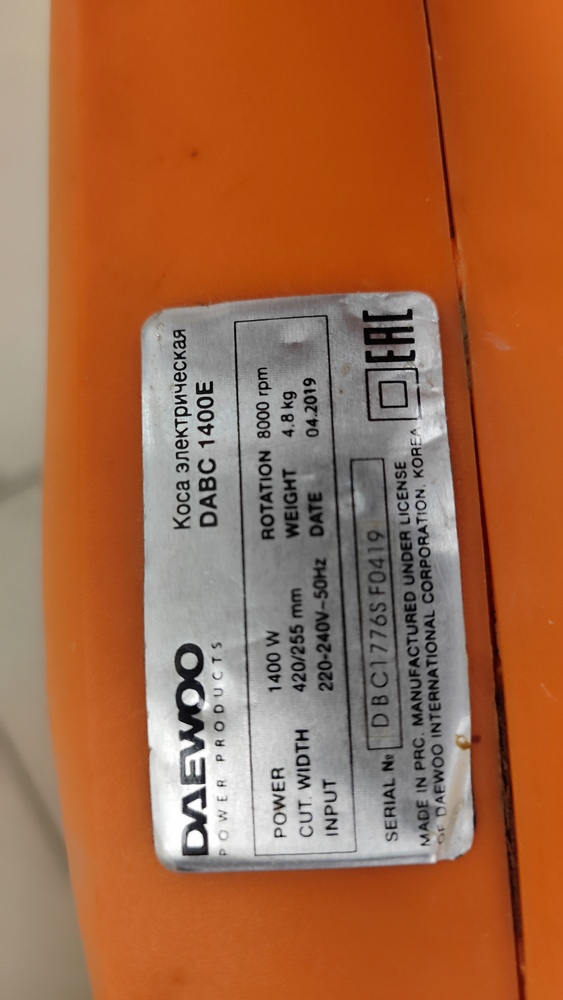 DAEWOO
POWER PRODUCTS
Коса электрическая
DABC 1400E
POWER 1400 W ROTATION 8000 rpm
CUT. WIDTH 420/255 mm WEIGHT 4.8 kg
INPUT 220-240V~50Hz DATE 04.2019
SERIAL № DBC1776SF0419
MADE IN PRC. MANUFACTURED UNDER LICENSE
OF DAEWOO INTERNATIONAL CORPORATION, KOREA
EAC